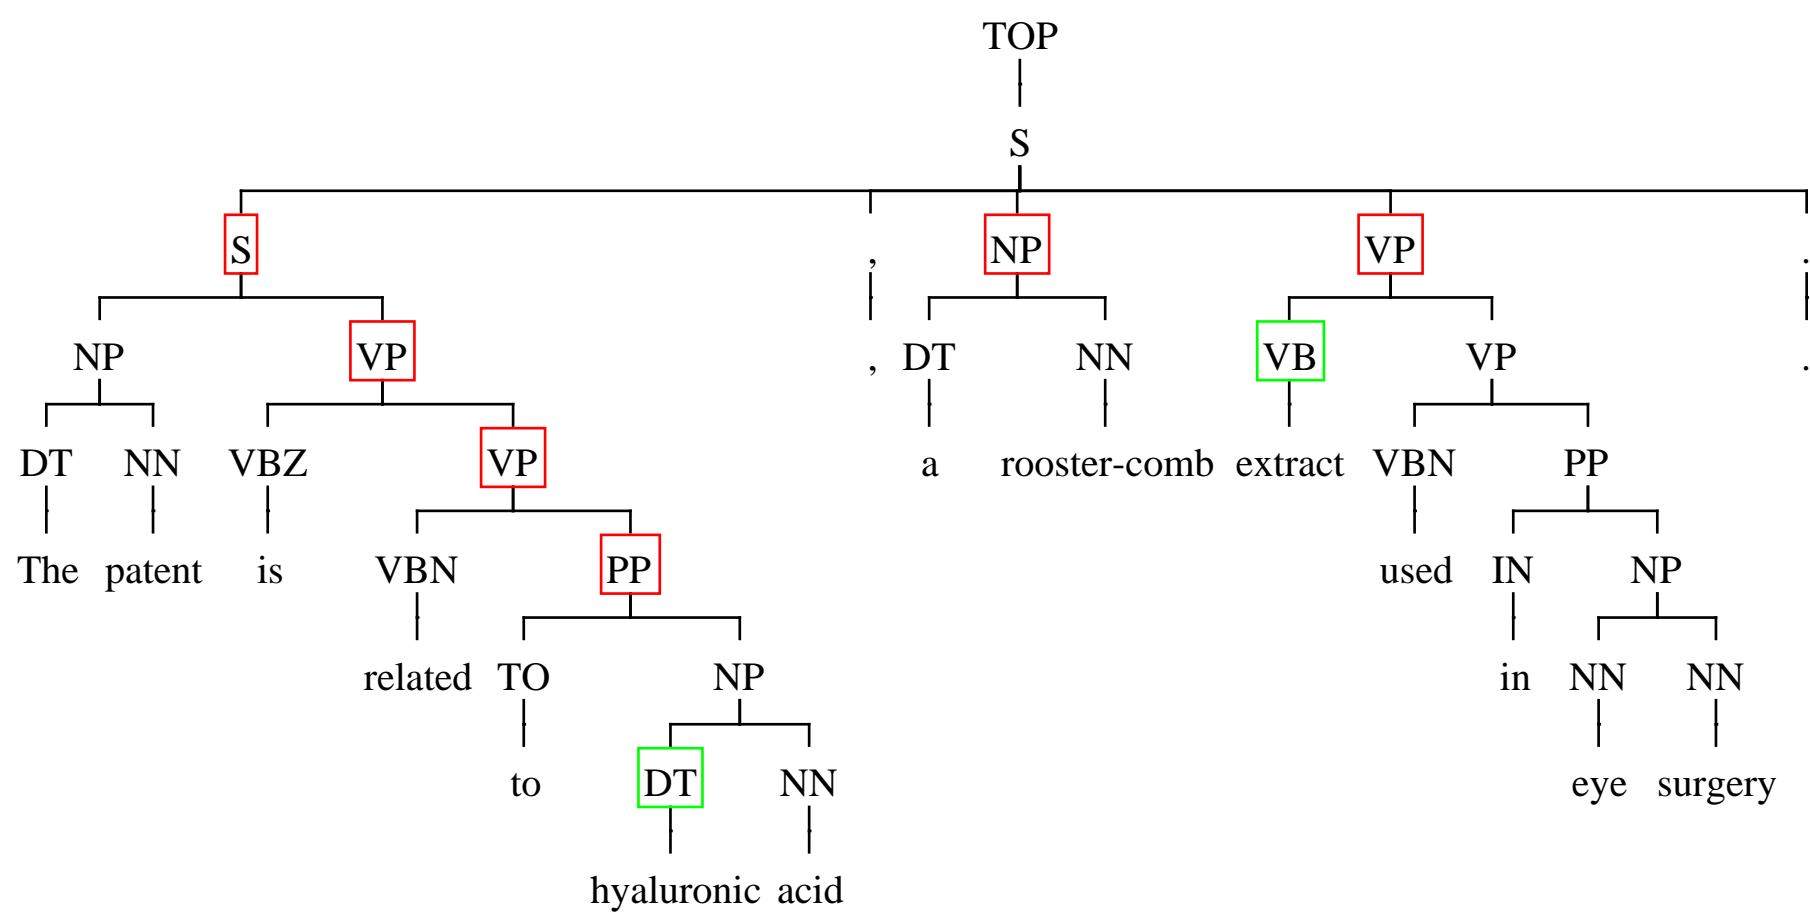 TOP
S
S , NP VP .
NP VP , DT NN VB VP .
DT NN VBZ VP a rooster-comb extract VBN PP
The patent is VBN PP used IN NP
related TO NP in NN NN
to DT NN eye surgery
hyaluronic acid